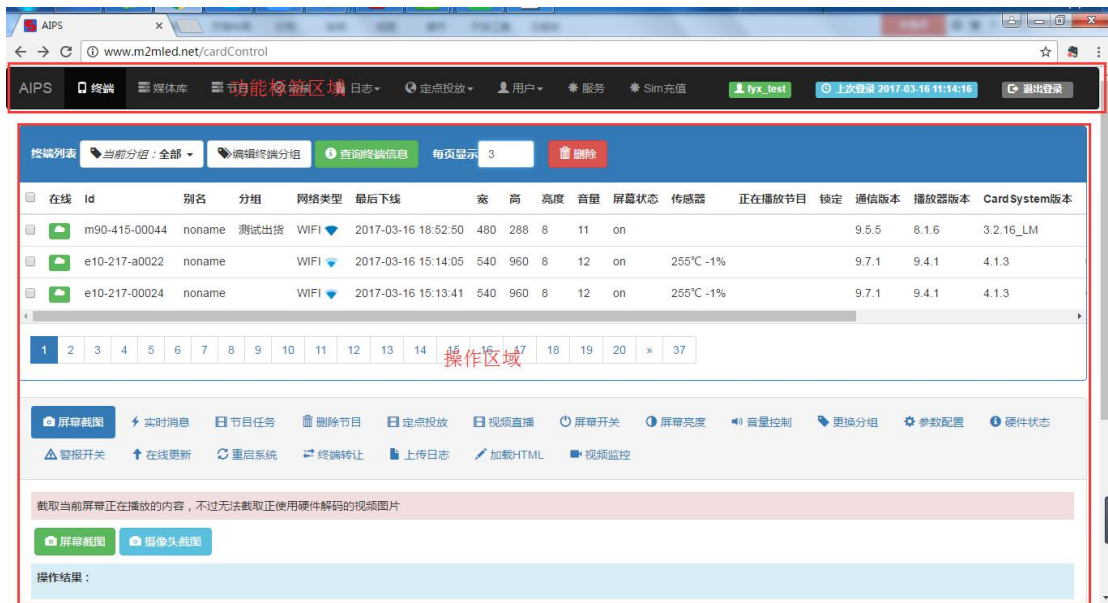 AIPS
www.m2mled.net/cardControl
AIPS 终端 媒体库 节目 日志 定点投放 用户 服务 Sim充值 fyx_test 上次登录 2017-03-16 11:14:16 退出登录
功能标签区域
终端列表 当前分组:全部 编辑终端分组 查询终端信息 每页显示 3 删除
在线 Id 别名 分组 网络类型 最后下线 宽 高 亮度 音量 屏幕状态 传感器 正在播放节目 锁定 通信版本 播放器版本 CardSystem版本
m90-415-00044 noname 测试出货 WIFI 2017-03-16 18:52:50 480 288 8 11 on 9.5.5 8.1.6 3.2.16_LM
e10-217-a0022 noname WIFI 2017-03-16 15:14:05 540 960 8 12 on 255℃ -1% 9.7.1 9.4.1 4.1.3
e10-217-00024 noname WIFI 2017-03-16 15:13:41 540 960 8 12 on 255℃ -1% 9.7.1 9.4.1 4.1.3
1 2 3 4 5 6 7 8 9 10 11 12 13 14 15 16 17 18 19 20 » 37
操作区域
屏幕截图 实时消息 节目任务 删除节目 定点投放 视频直播 屏幕开关 屏幕亮度 音量控制 更换分组 参数配置 硬件状态
警报开关 在线更新 重启系统 终端转让 上传日志 加载HTML 视频监控
截取当前屏幕正在播放的内容，不过无法截取正使用硬件解码的视频图片
屏幕截图 摄像头截图
操作结果：